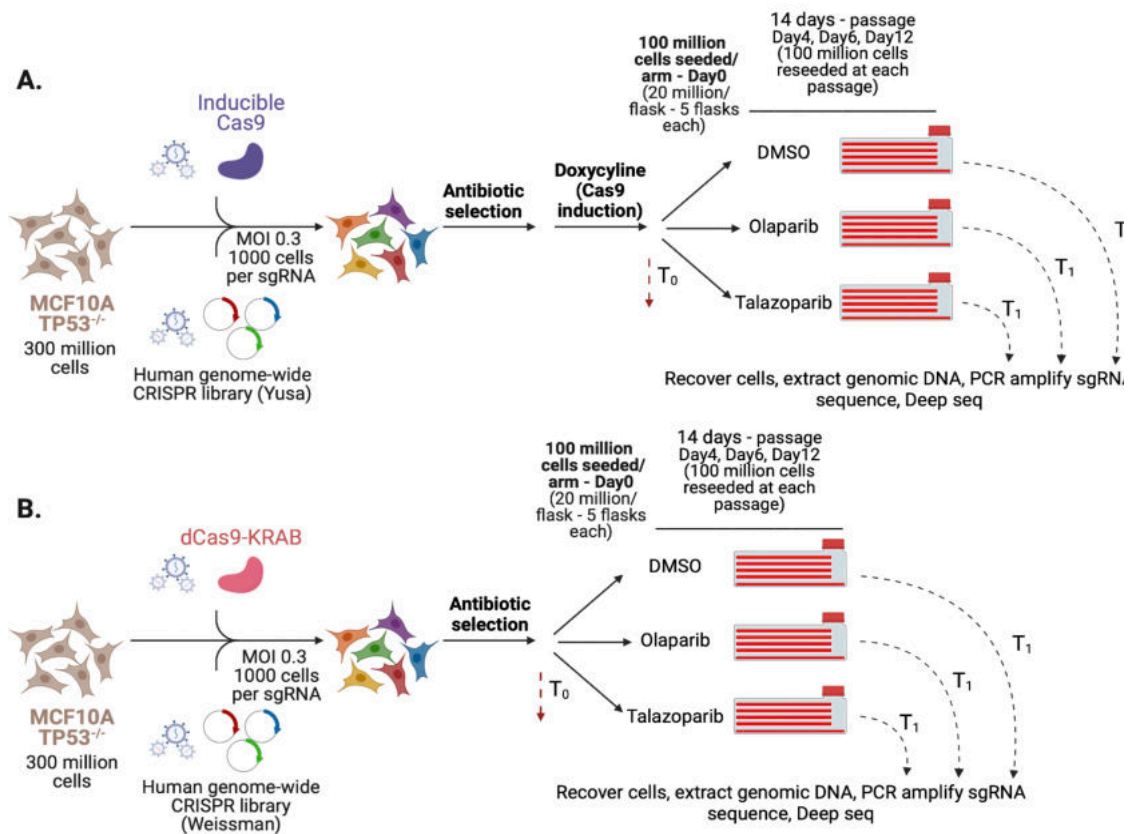 A.
Inducible
Cas9
MOI 0.3
1000 cells
per sgRNA
MCF10A
TP53-/-
300 million
cells
Human genome-wide
CRISPR library (Yusa)
Antibiotic
selection
Doxycyline
(Cas9
induction)
T0
100 million
cells seeded/
arm - Day0
(20 million/
flask - 5 flasks
each)
14 days - passage
Day4, Day6, Day12
(100 million cells
reseeded at each
passage)
DMSO
Olaparib
Talazoparib
T
T1
T1
Recover cells, extract genomic DNA, PCR amplify sgRNA
sequence, Deep seq
B.
dCas9-KRAB
MOI 0.3
1000 cells
per sgRNA
MCF10A
TP53-/-
300 million
cells
Human genome-wide
CRISPR library
(Weissman)
Antibiotic
selection
T0
100 million
cells seeded/
arm - Day0
(20 million/
flask - 5 flasks
each)
14 days - passage
Day4, Day6, Day12
(100 million cells
reseeded at each
passage)
DMSO
Olaparib
Talazoparib
T1
T1
T1
Recover cells, extract genomic DNA, PCR amplify sgRNA
sequence, Deep seq